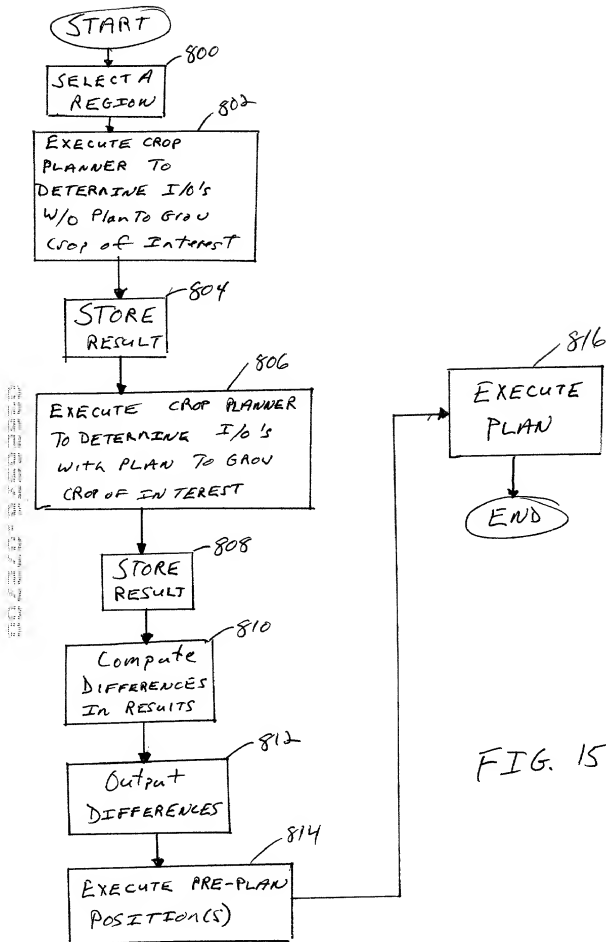 START
800
SELECT A
REGION
802
EXECUTE CROP
PLANNER TO
DETERMINE I/O'S
W/O Plan To Grow
Crop of Interest
804
STORE
RESULT
806
EXECUTE CROP PLANNER
TO DETERMINE I/O'S
WITH PLAN TO GROW
CROP OF INTEREST
808
STORE
RESULT
810
Compute
DIFFERENCES
In RESULTS
812
Output
DIFFERENCES
814
EXECUTE PRE-PLAN
POSITION(S)
816
EXECUTE
PLAN
END
FIG. 15